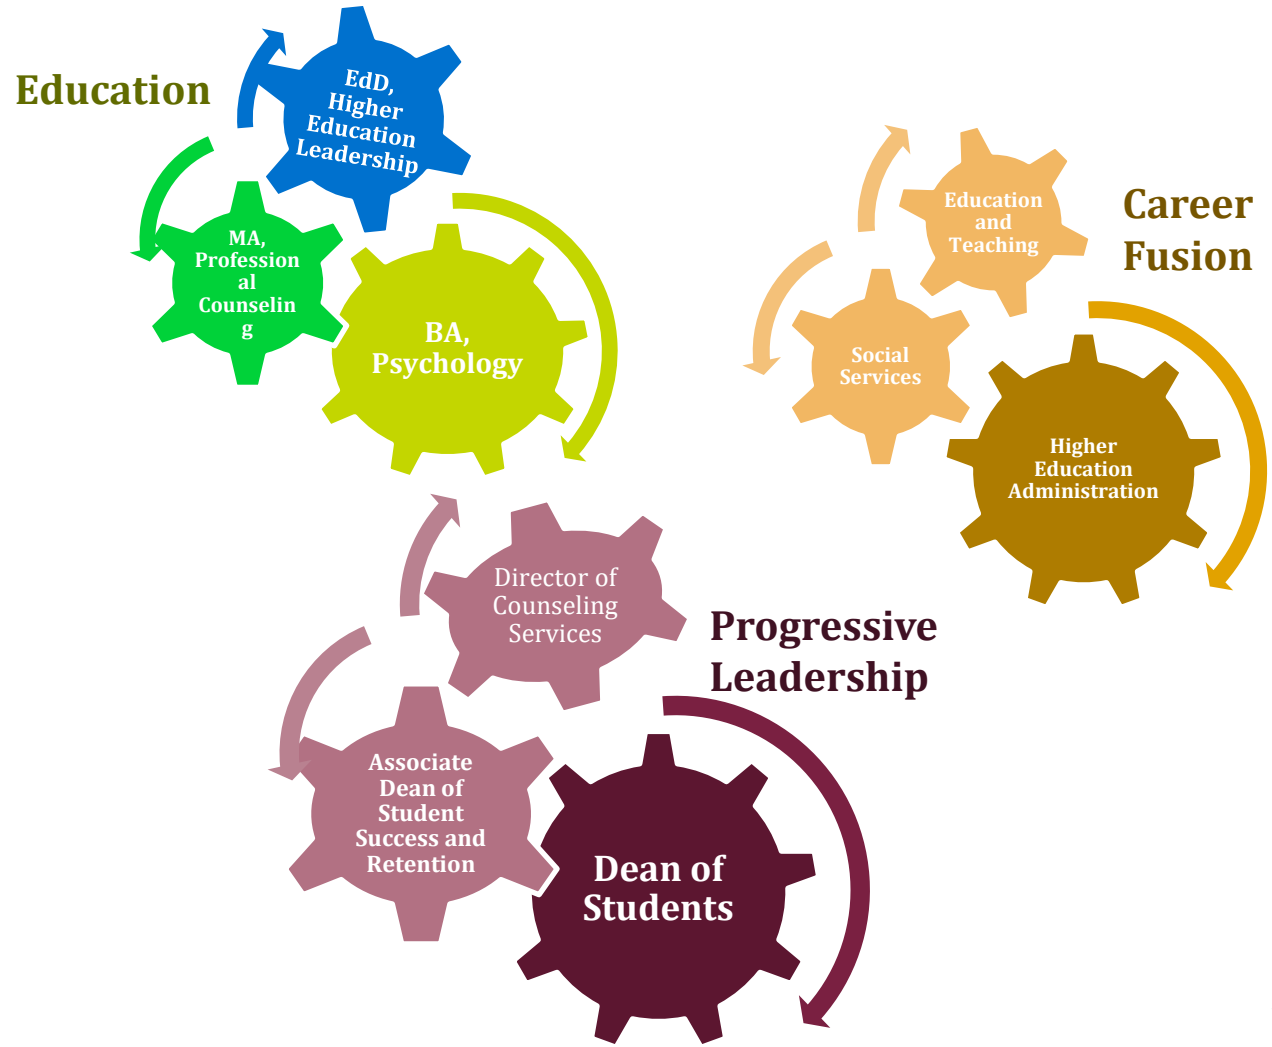 Education
EdD,
Higher
Education
Leadership
MA,
Profession
al
Counselin
g
BA,
Psychology
Career
Fusion
Education
and
Teaching
Social
Services
Higher
Education
Administration
Progressive
Leadership
Director of
Counseling
Services
Associate
Dean of
Student
Success and
Retention
Dean of
Students